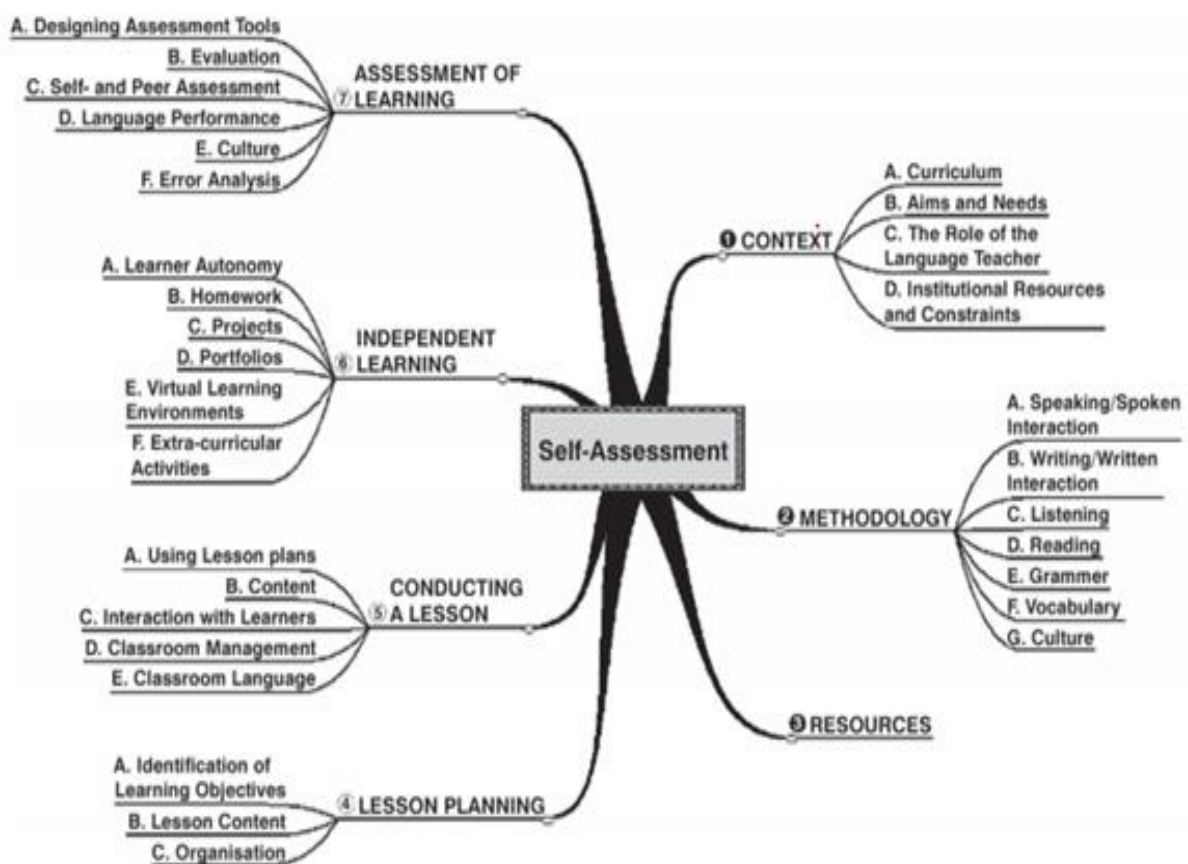 Self-Assessment
❶ CONTEXT
A. Curriculum
B. Aims and Needs
C. The Role of the
Language Teacher
D. Institutional Resources
and Constraints
❷ METHODOLOGY
A. Speaking/Spoken
Interaction
B. Writing/Written
Interaction
C. Listening
D. Reading
E. Grammer
F. Vocabulary
G. Culture
❸ RESOURCES
④ LESSON PLANNING
A. Identification of
Learning Objectives
B. Lesson Content
C. Organisation
CONDUCTING
⑤ A LESSON
A. Using Lesson plans
B. Content
C. Interaction with Learners
D. Classroom Management
E. Classroom Language
INDEPENDENT
⑥ LEARNING
A. Learner Autonomy
B. Homework
C. Projects
D. Portfolios
E. Virtual Learning
Environments
F. Extra-curricular
Activities
ASSESSMENT OF
⑦ LEARNING
A. Designing Assessment Tools
B. Evaluation
C. Self- and Peer Assessment
D. Language Performance
E. Culture
F. Error Analysis